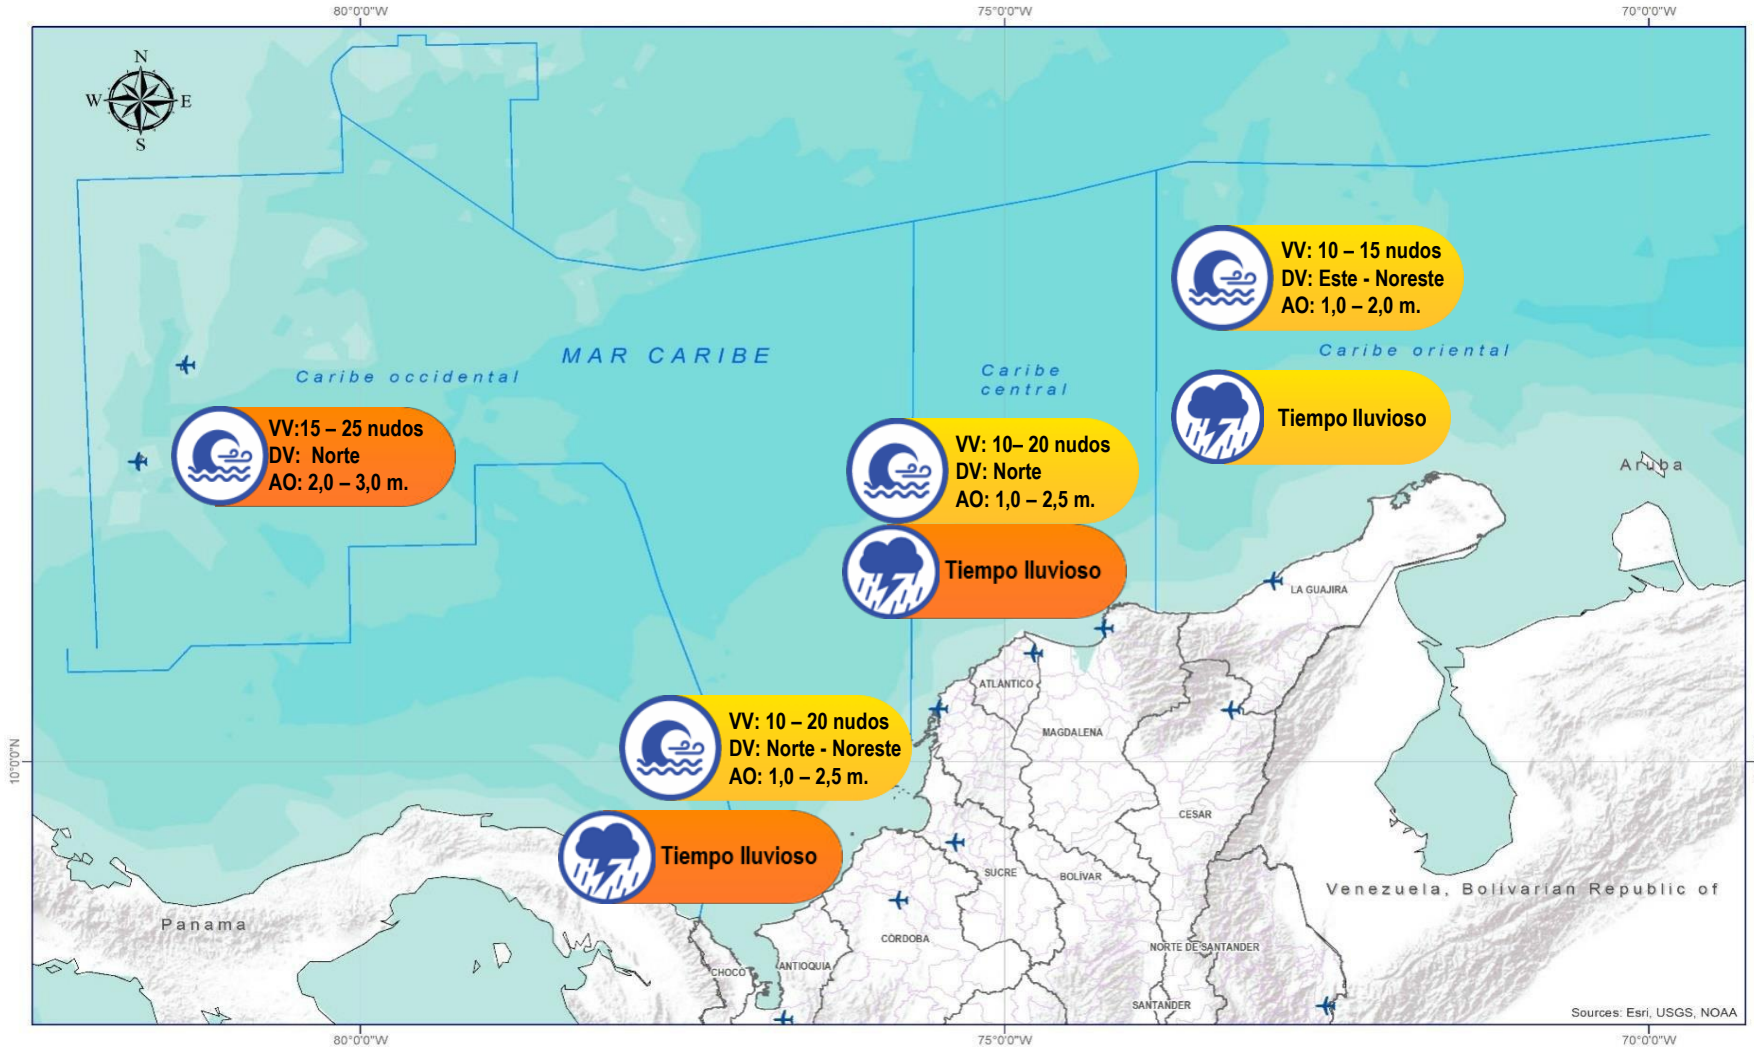 80°0'0"W
75°0'0"W
70°0'0"W
N
W
E
S
VV: 10 – 15 nudos
DV: Este - Noreste
AO: 1,0 – 2,0 m.
MAR CARIBE
Caribe oriental
Caribe occidental
Caribe
central
Tiempo lluvioso
VV:15 – 25 nudos
DV: Norte
AO: 2,0 – 3,0 m.
VV: 10– 20 nudos
DV: Norte
AO: 1,0 – 2,5 m.
Aruba
Tiempo lluvioso
LA GUAJIRA
ATLÁNTICO
VV: 10 – 20 nudos
DV: Norte - Noreste
AO: 1,0 – 2,5 m.
MAGDALENA
10°0'0"N
CESAR
Tiempo lluvioso
SUCRE
BOLÍVAR
Venezuela, Bolivarian Republic of
Panama
CÓRDOBA
NORTE DE SANTANDER
CHOCÓ
ANTIOQUIA
SANTANDER
Sources: Esri, USGS, NOAA
80°0'0"W
75°0'0"W
70°0'0"W